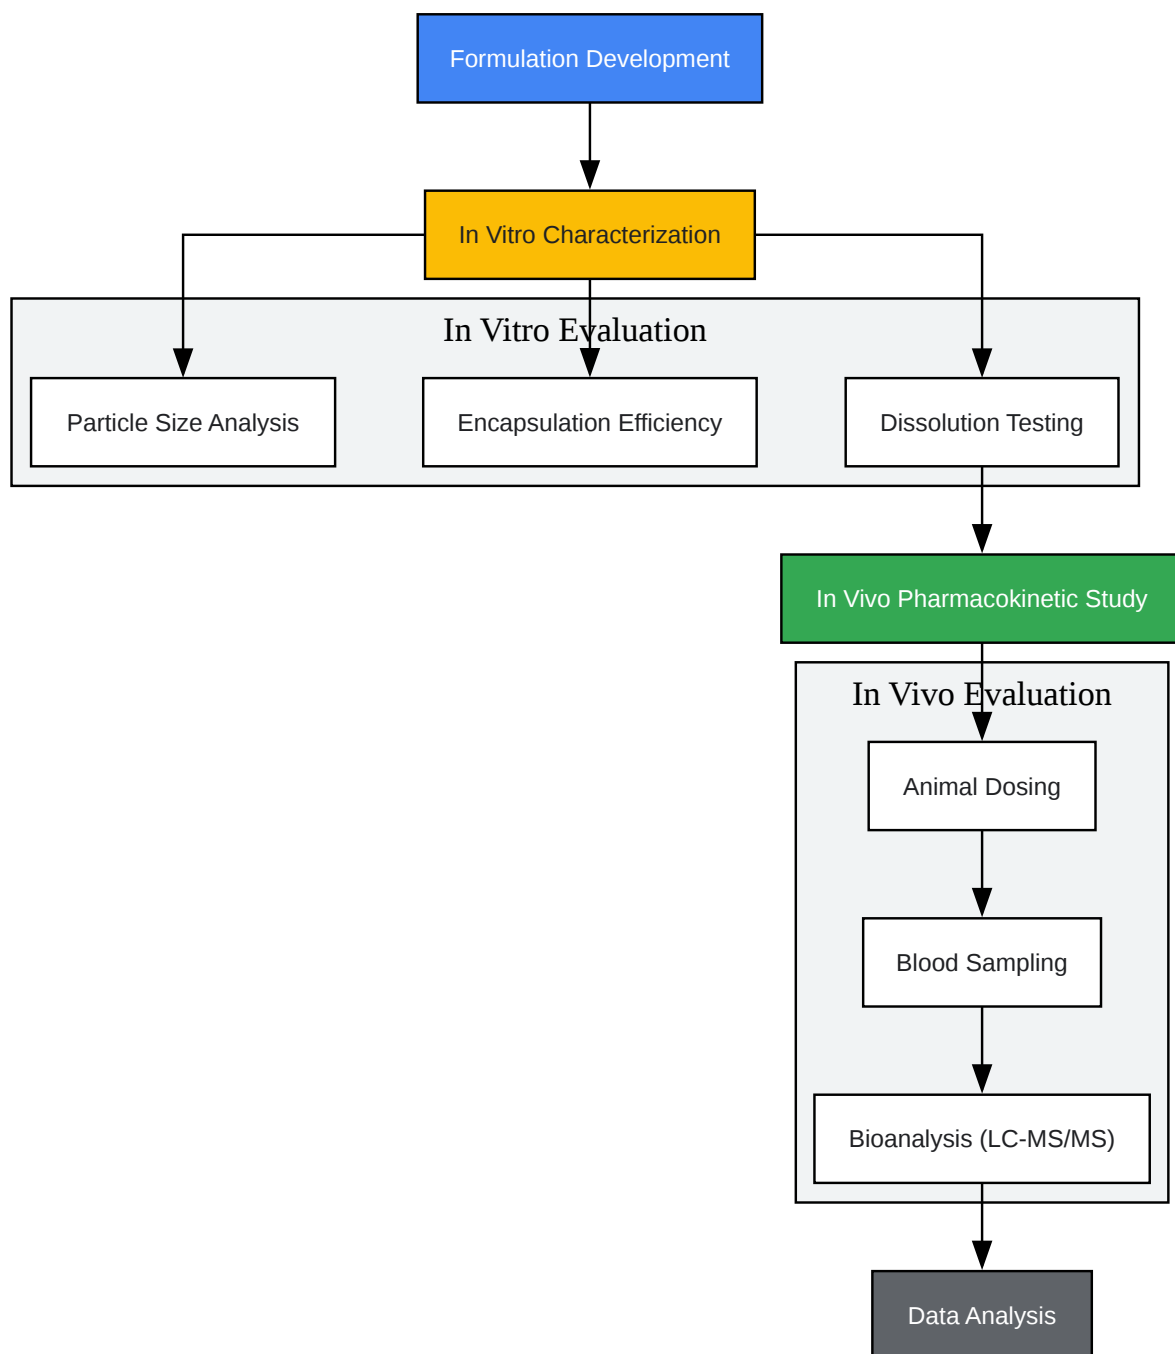 Formulation Development
In Vitro Characterization
In Vitro Evaluation
Particle Size Analysis
Encapsulation Efficiency
Dissolution Testing
In Vivo Pharmacokinetic Study
In Vivo Evaluation
Animal Dosing
Blood Sampling
Bioanalysis (LC-MS/MS)
Data Analysis